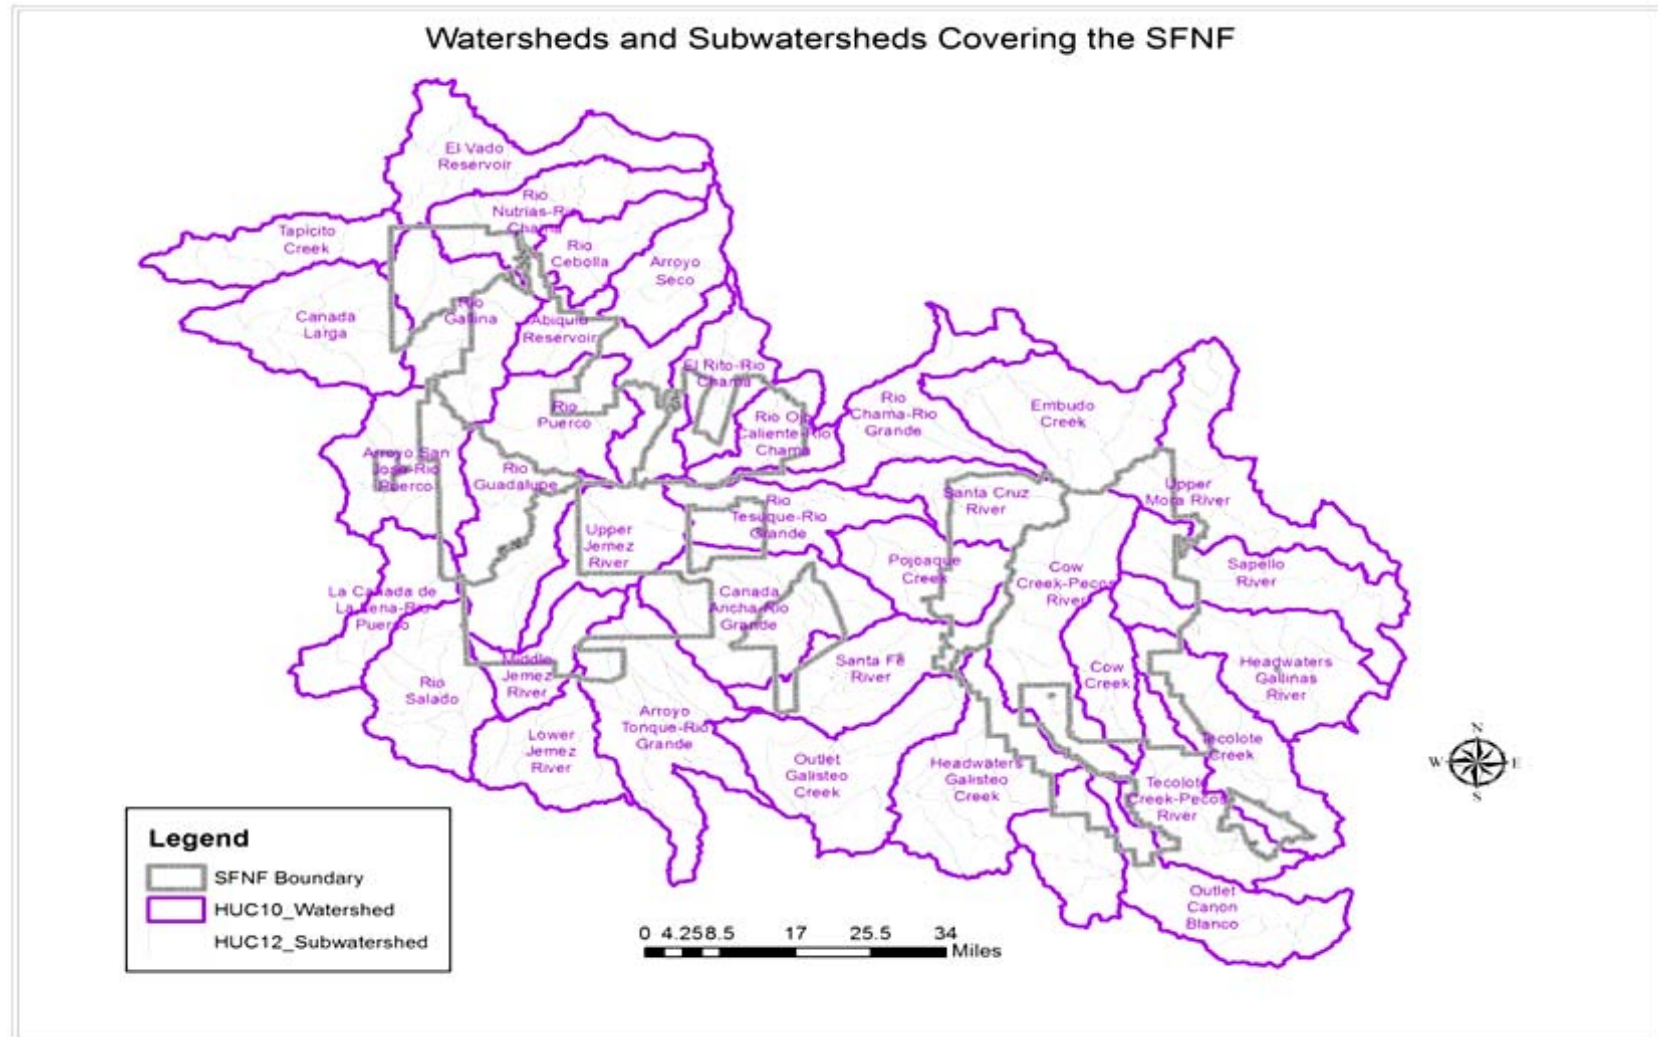 Watersheds and Subwatersheds Covering the SFNF
El Vado
Reservoir
Rio
Nutrias-Rio
Chama
Tapicito
Creek
Rio
Cebolla
Arroyo
Seco
Canada
Larga
Rio
Gallina
Abiquiu
Reservoir
El Rito-Rio
Chama
Rio
Puerco
Rio Ojo
Caliente-Rio
Chama
Rio
Chama-Rio
Grande
Embudo
Creek
Arroyo San
Jose-Rio
Puerco
Rio
Guadalupe
Upper
Jemez
River
Rio
Tesuque-Rio
Grande
Santa Cruz
River
Upper
Mora River
Pojoaque
Creek
Cow
Creek-Pecos
River
Sapello
River
La Canada de
La Lena-Rio
Puerco
Canada
Ancha-Rio
Grande
Rio
Salado
Middle
Jemez
River
Santa Fe
River
Cow
Creek
Headwaters
Gallinas
River
Lower
Jemez
River
Arroyo
Tonque-Rio
Grande
Outlet
Galisteo
Creek
Headwaters
Galisteo
Creek
Tecolote
Creek
Tecolote
Creek-Pecos
River
Outlet
Canon
Blanco
N
W E
S
Legend
SFNF Boundary
HUC10_Watershed
HUC12_Subwatershed
0 4.25 8.5 17 25.5 34
Miles